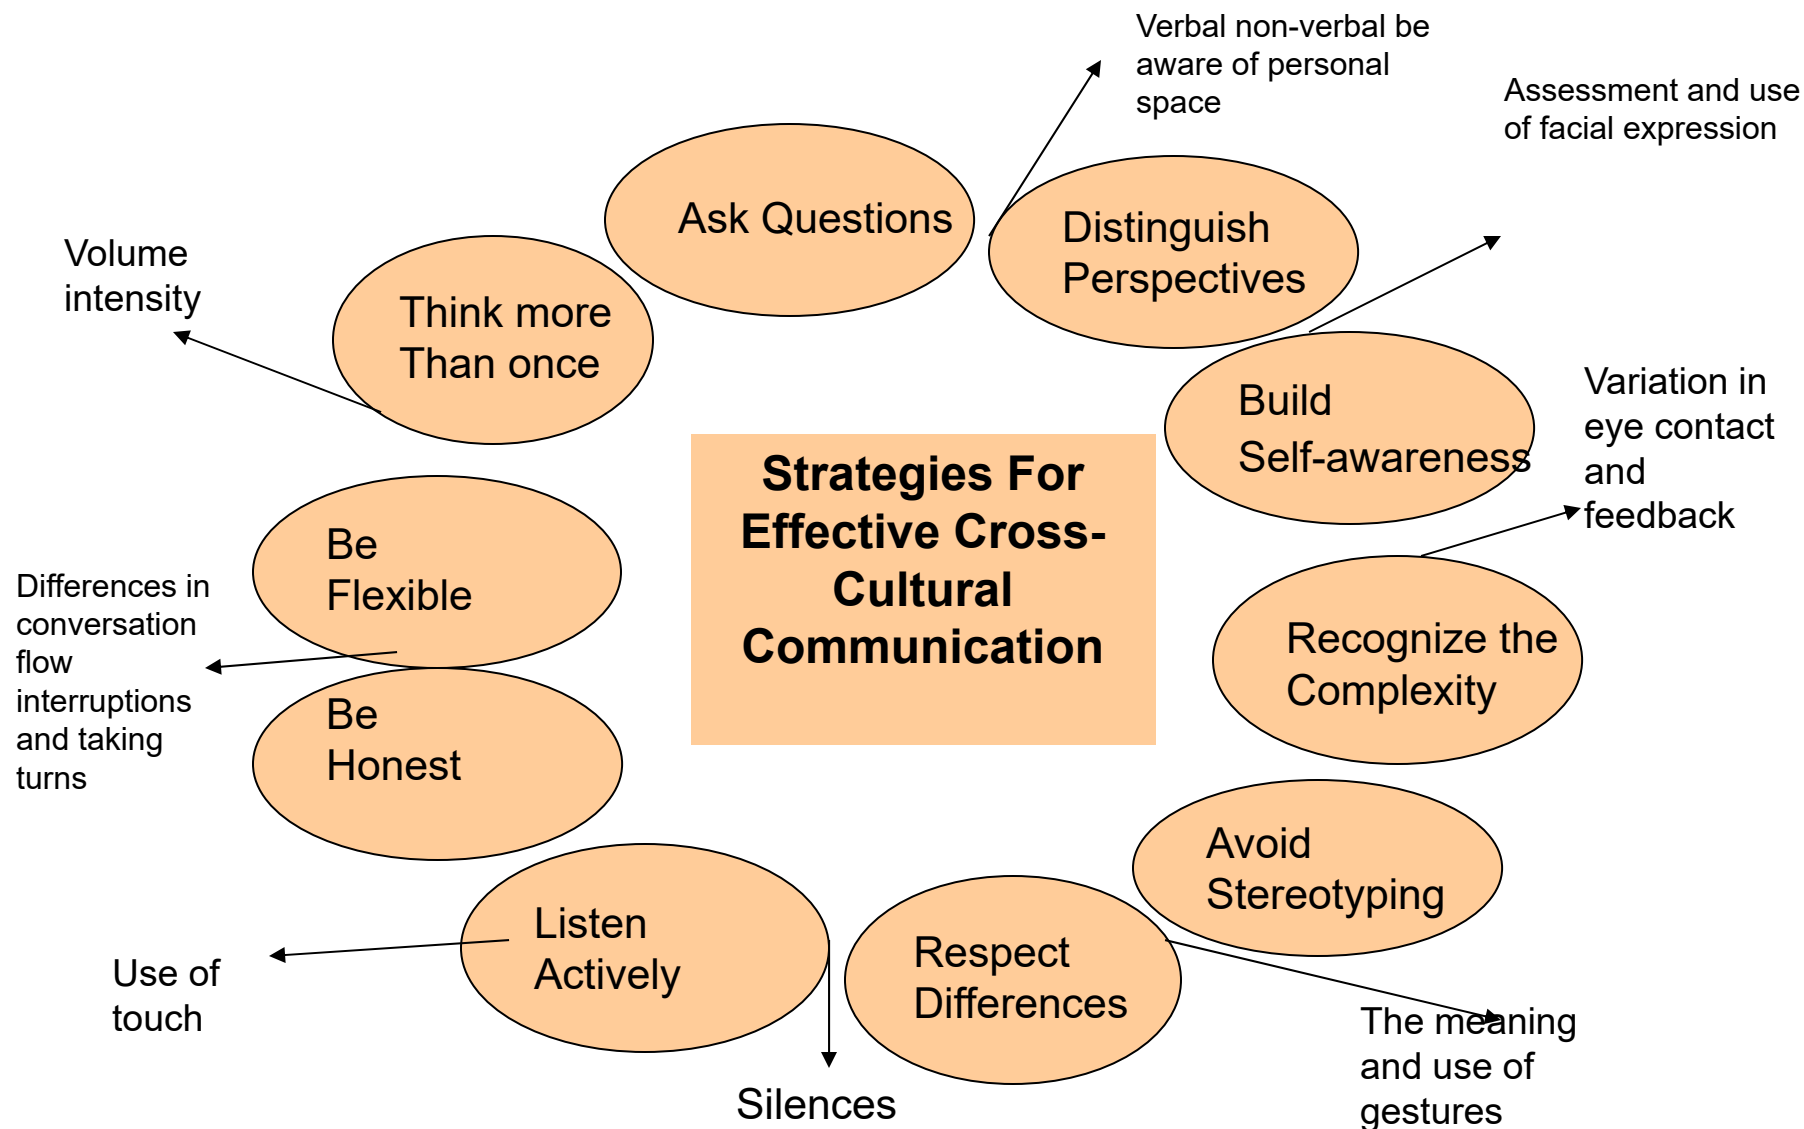 Verbal non-verbal be
aware of personal
space
Assessment and use
of facial expression
Ask Questions
Distinguish
Perspectives
Volume
intensity
Think more
Than once
Build
Self-awareness
Variation in
eye contact
and
feedback
Strategies For
Effective Cross-
Cultural
Communication
Be
Flexible
Differences in
conversation
flow
interruptions
and taking
turns
Recognize the
Complexity
Be
Honest
Avoid
Stereotyping
Listen
Actively
Respect
Differences
Use of
touch
The meaning
and use of
gestures
Silences